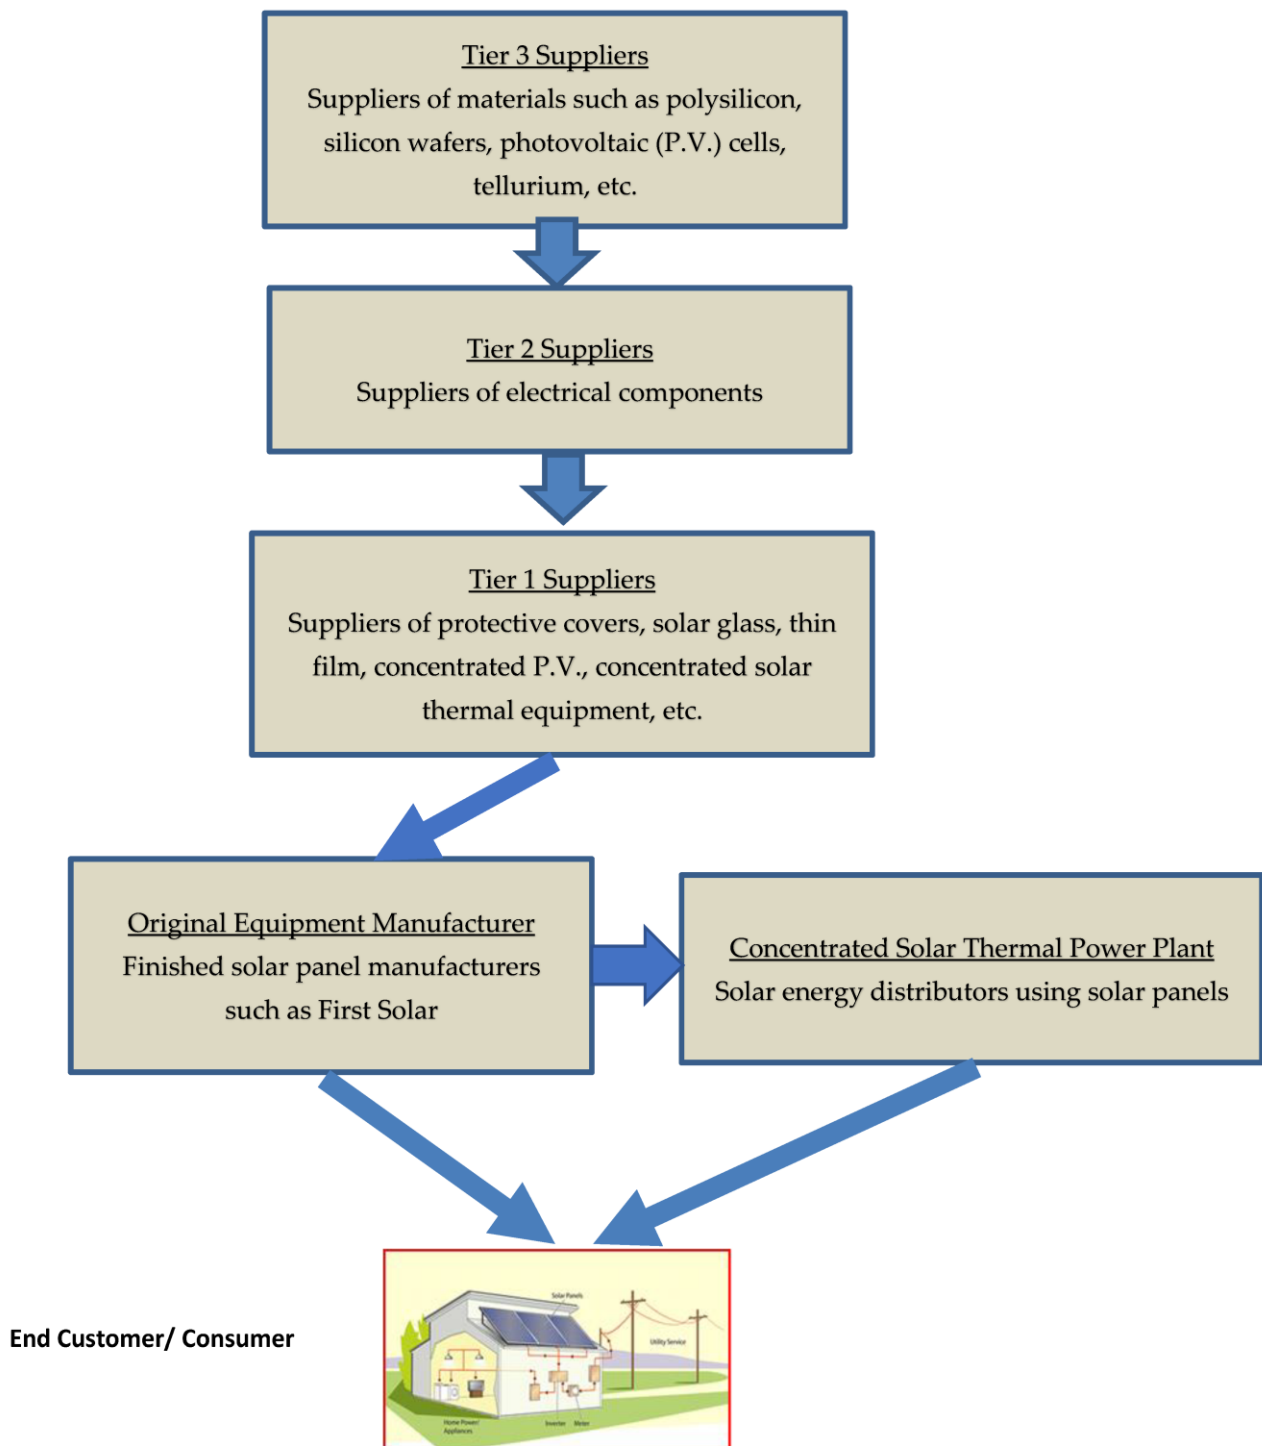 Tier 3 Suppliers
Suppliers of materials such as polysilicon,
silicon wafers, photovoltaic (P.V.) cells,
tellurium, etc.
Tier 2 Suppliers
Suppliers of electrical components
Tier 1 Suppliers
Suppliers of protective covers, solar glass, thin
film, concentrated P.V., concentrated solar
thermal equipment, etc.
Original Equipment Manufacturer
Finished solar panel manufacturers
such as First Solar
Concentrated Solar Thermal Power Plant
Solar energy distributors using solar panels
End Customer/ Consumer
Solar Panels
Utility Service
Home Power/
Appliances
Inverter
Meter